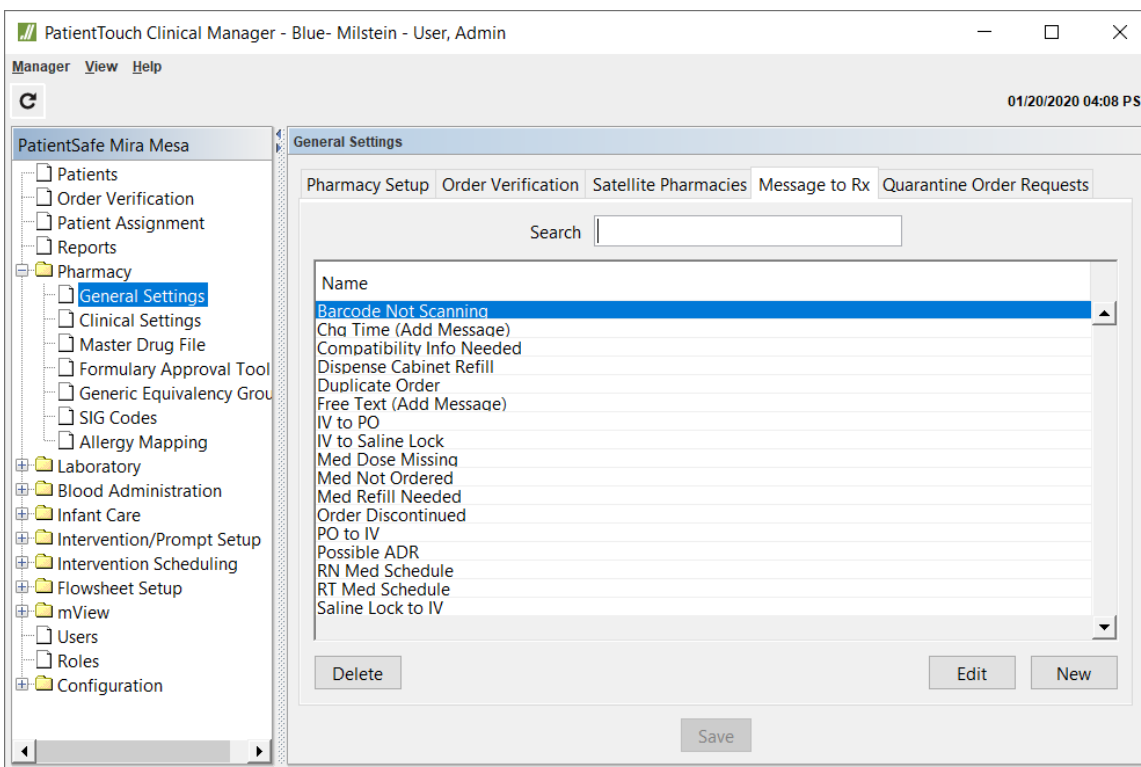 PatientTouch Clinical Manager - Blue- Milstein - User, Admin
Manager View Help
01/20/2020 04:08 PS
PatientSafe Mira Mesa
Patients
Order Verification
Patient Assignment
Reports
Pharmacy
General Settings
Clinical Settings
Master Drug File
Formulary Approval Tool
Generic Equivalency Grou
SIG Codes
Allergy Mapping
Laboratory
Blood Administration
Infant Care
Intervention/Prompt Setup
Intervention Scheduling
Flowsheet Setup
mView
Users
Roles
Configuration
General Settings
Pharmacy Setup Order Verification Satellite Pharmacies Message to Rx Quarantine Order Requests
Search
Name
Barcode Not Scanning
Chg Time (Add Message)
Compatibility Info Needed
Dispense Cabinet Refill
Duplicate Order
Free Text (Add Message)
IV to PO
IV to Saline Lock
Med Dose Missing
Med Not Ordered
Med Refill Needed
Order Discontinued
PO to IV
Possible ADR
RN Med Schedule
RT Med Schedule
Saline Lock to IV
Delete Edit New
Save